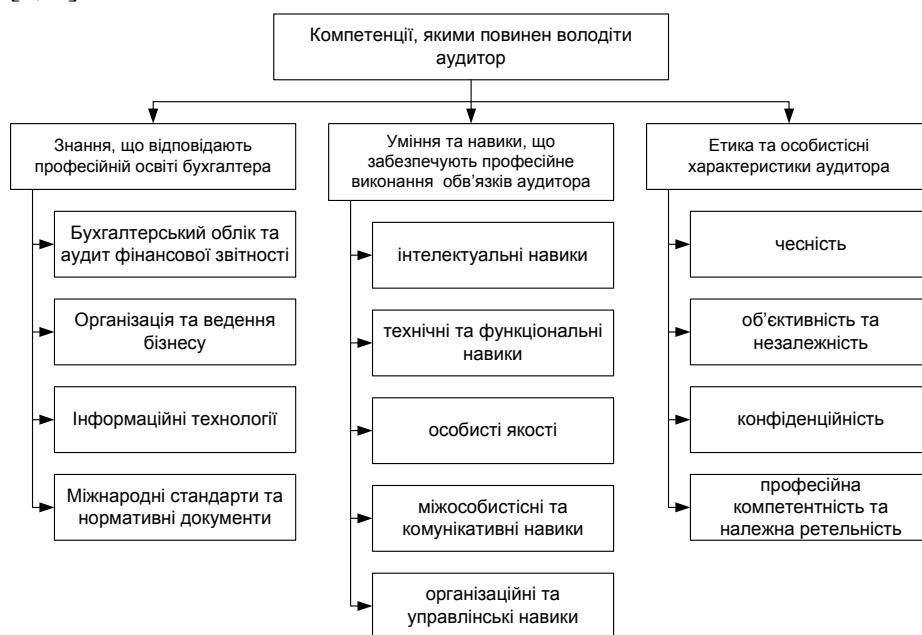 Компетенції, якими повинен володіти
аудитор
Знання, що відповідають
професійній освіті бухгалтера
Бухгалтерський облік та
аудит фінансової звітності
Організація та ведення
бізнесу
Інформаційні технології
Міжнародні стандарти та
нормативні документи
Уміння та навики, що
забезпечують професійне
виконання обв’язків аудитора
інтелектуальні навики
технічні та функціональні
навики
особисті якості
міжособистісні та
комунікативні навики
організаційні та
управлінські навики
Етика та особистісні
характеристики аудитора
чесність
об’єктивність та
незалежність
конфіденційність
професійна
компетентність та
належна ретельність